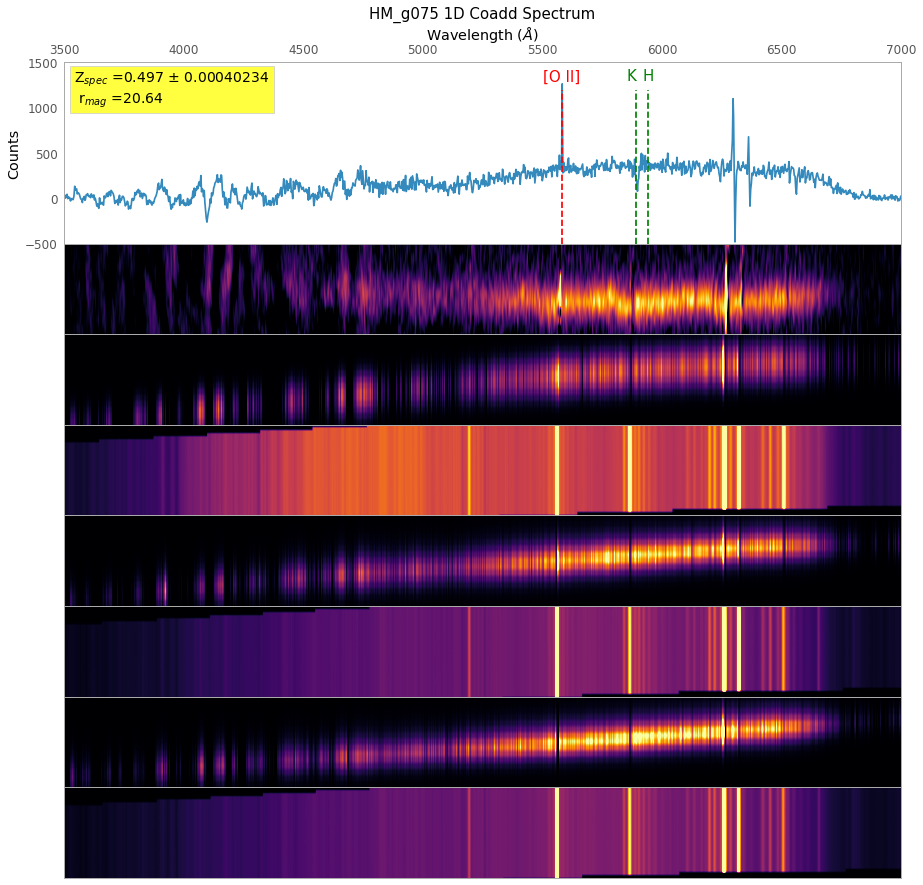 HM_g075 1D Coadd Spectrum
Wavelength (Å)
3500 4000 4500 5000 5500 6000 6500 7000
1500
1000
500
0
−500
Counts
Z_spec =0.497 ± 0.00040234
r_mag =20.64
[O II] K H